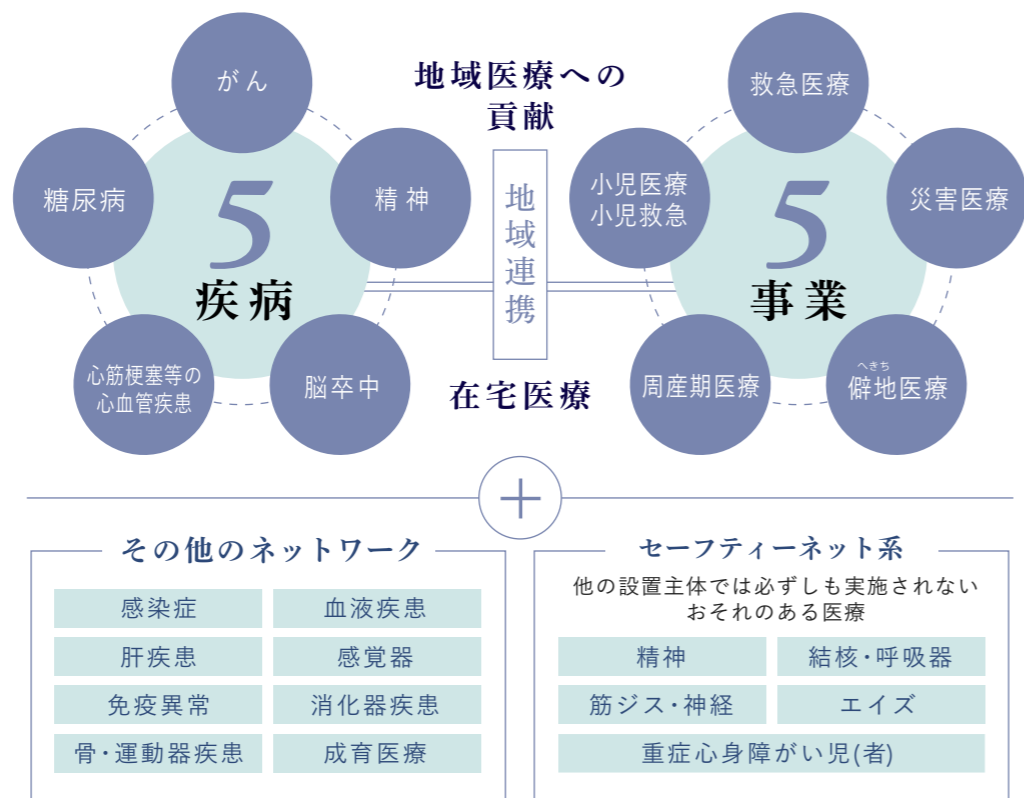 がん
糖尿病
精神
5
疾病
心筋梗塞等の
心血管疾患
脳卒中
地域医療への
貢献
地域連携
在宅医療
救急医療
小児医療
小児救急
災害医療
5
事業
周産期医療
へきち
僻地医療
+
その他のネットワーク
感染症
血液疾患
肝疾患
感覚器
免疫異常
消化器疾患
骨・運動器疾患
成育医療
セーフティーネット系
他の設置主体では必ずしも実施されない
おそれのある医療
精神
結核・呼吸器
筋ジス・神経
エイズ
重症心身障がい児(者)